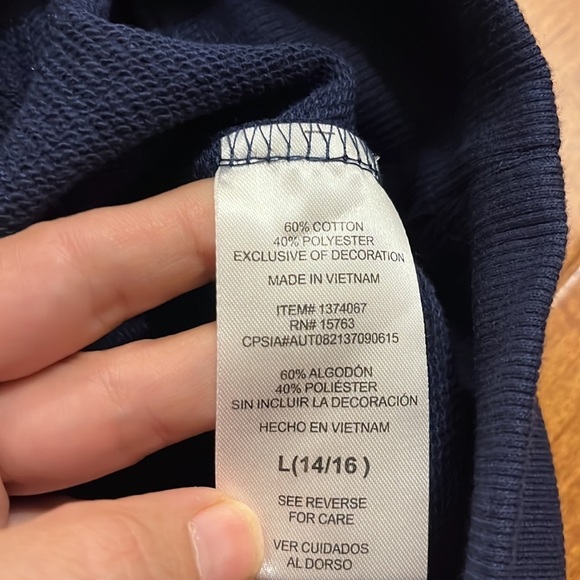 60% COTTON
40% POLYESTER
EXCLUSIVE OF DECORATION
MADE IN VIETNAM
ITEM# 1374067
RN# 15763
CPSIA#AUT082137090615
60% ALGODÓN
40% POLIÉSTER
SIN INCLUIR LA DECORACIÓN
HECHO EN VIETNAM
L(14/16 )
SEE REVERSE
FOR CARE
VER CUIDADOS
AL DORSO